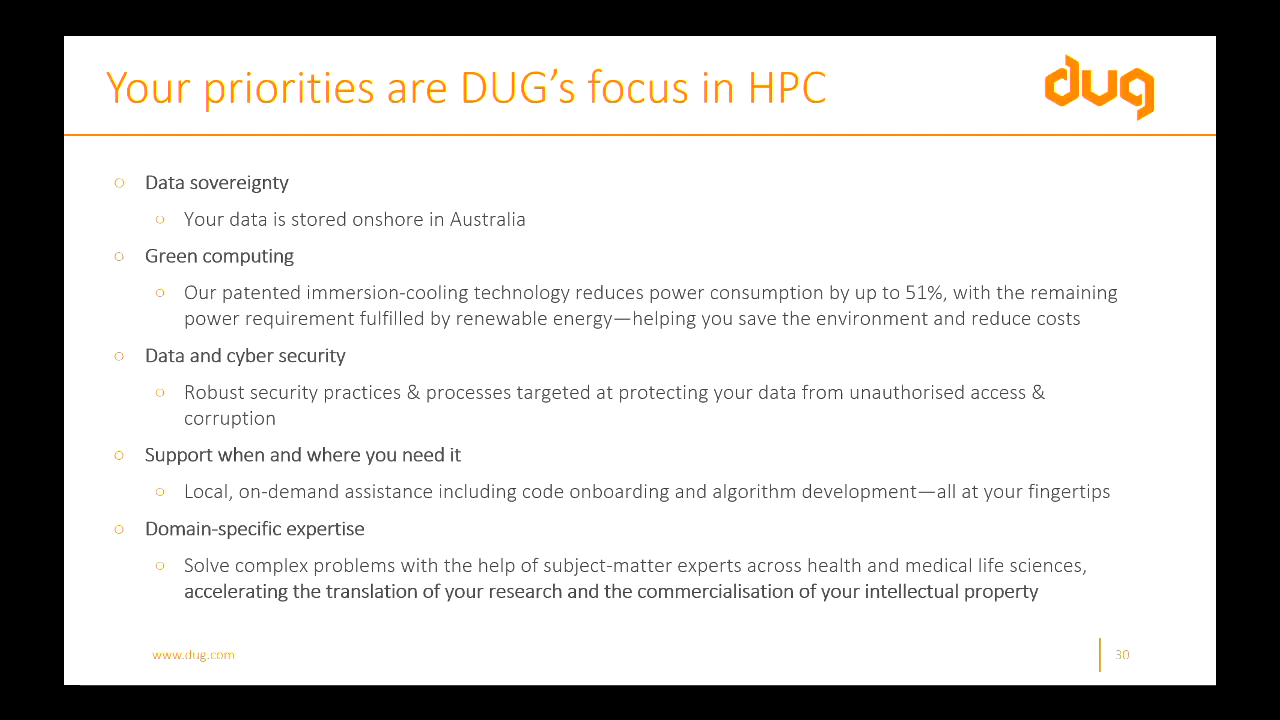 Your priorities are DUG's focus in HPC
dug
○ Data sovereignty
○ Your data is stored onshore in Australia
○ Green computing
○ Our patented immersion-cooling technology reduces power consumption by up to 51%, with the remaining
power requirement fulfilled by renewable energy—helping you save the environment and reduce costs
○ Data and cyber security
○ Robust security practices & processes targeted at protecting your data from unauthorised access &
corruption
○ Support when and where you need it
○ Local, on-demand assistance including code onboarding and algorithm development—all at your fingertips
○ Domain-specific expertise
○ Solve complex problems with the help of subject-matter experts across health and medical life sciences,
accelerating the translation of your research and the commercialisation of your intellectual property
www.dug.com
30